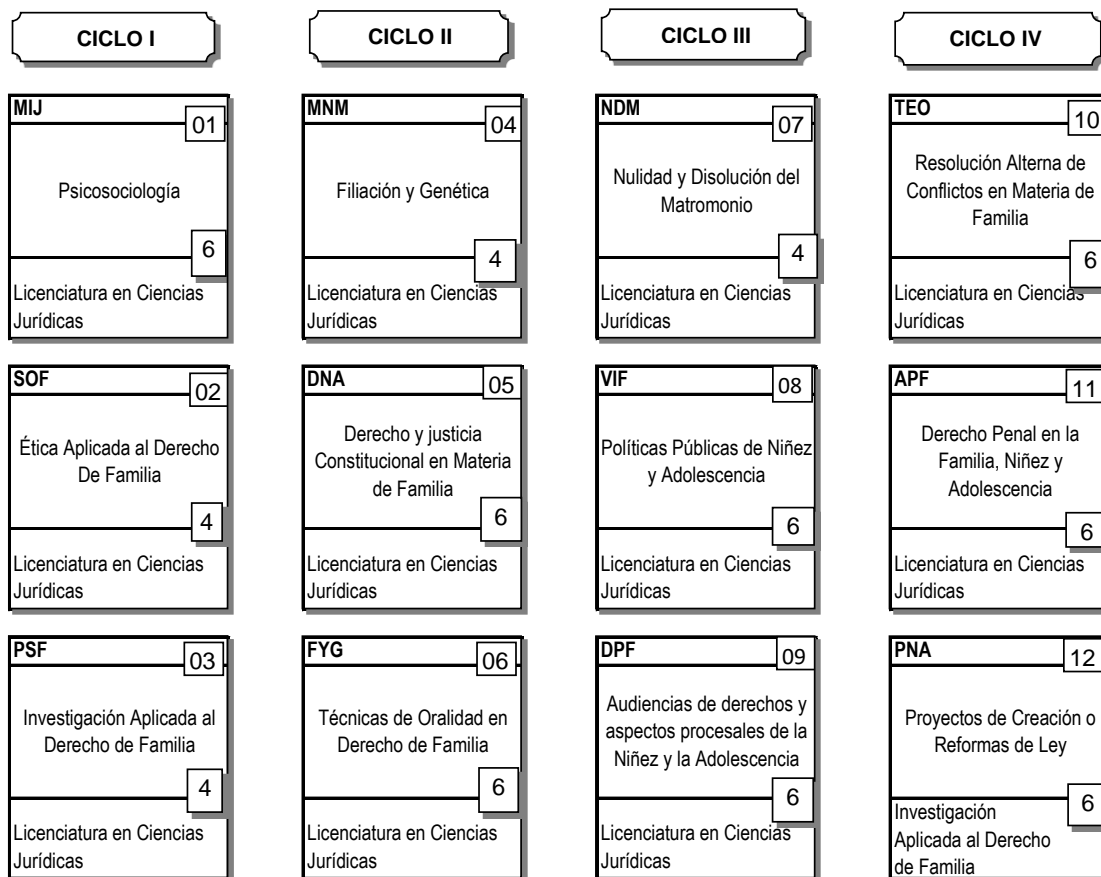 CICLO I
CICLO II
CICLO III
CICLO IV
MIJ
01
Psicosociología
6
Licenciatura en Ciencias
Jurídicas
MNM
04
Filiación y Genética
4
Licenciatura en Ciencias
Jurídicas
NDM
07
Nulidad y Disolución del
Matromonio
4
Licenciatura en Ciencias
Jurídicas
TEO
10
Resolución Alterna de
Conflictos en Materia de
Familia
6
Licenciatura en Ciencias
Jurídicas
SOF
02
Ética Aplicada al Derecho
De Familia
4
Licenciatura en Ciencias
Jurídicas
DNA
05
Derecho y justicia
Constitucional en Materia
de Familia
6
Licenciatura en Ciencias
Jurídicas
VIF
08
Políticas Públicas de Niñez
y Adolescencia
6
Licenciatura en Ciencias
Jurídicas
APF
11
Derecho Penal en la
Familia, Niñez y
Adolescencia
6
Licenciatura en Ciencias
Jurídicas
PSF
03
Investigación Aplicada al
Derecho de Familia
4
Licenciatura en Ciencias
Jurídicas
FYG
06
Técnicas de Oralidad en
Derecho de Familia
6
Licenciatura en Ciencias
Jurídicas
DPF
09
Audiencias de derechos y
aspectos procesales de la
Niñez y la Adolescencia
6
Licenciatura en Ciencias
Jurídicas
PNA
12
Proyectos de Creación o
Reformas de Ley
6
Investigación
Aplicada al Derecho
de Familia